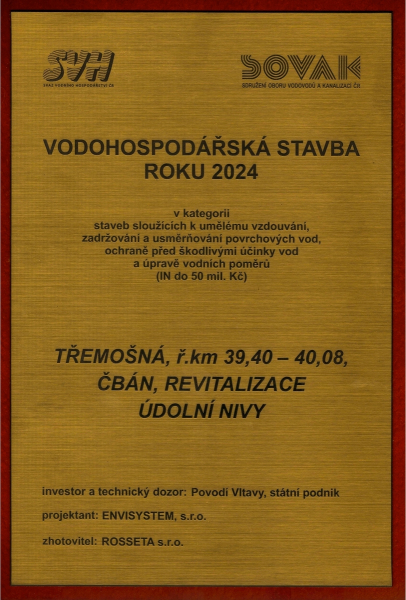 SVH
SVAZ VODNÍHO HOSPODÁŘSTVÍ ČR
SOVAK
SDRUŽENÍ OBORU VODOVODŮ A KANALIZACÍ ČR
VODOHOSPODÁŘSKÁ STAVBA
ROKU 2024
v kategorii
staveb sloužících k umělému vzdouvání,
zadržování a usměrňování povrchových vod,
ochraně před škodlivými účinky vod
a úpravě vodních poměrů
(IN do 50 mil. Kč)
TŘEMOŠNÁ, ř.km 39,40 – 40,08,
ČBÁN, REVITALIZACE
ÚDOLNÍ NIVY
investor a technický dozor: Povodí Vltavy, státní podnik
projektant: ENVISYSTEM, s.r.o.
zhotovitel: ROSSETA s.r.o.